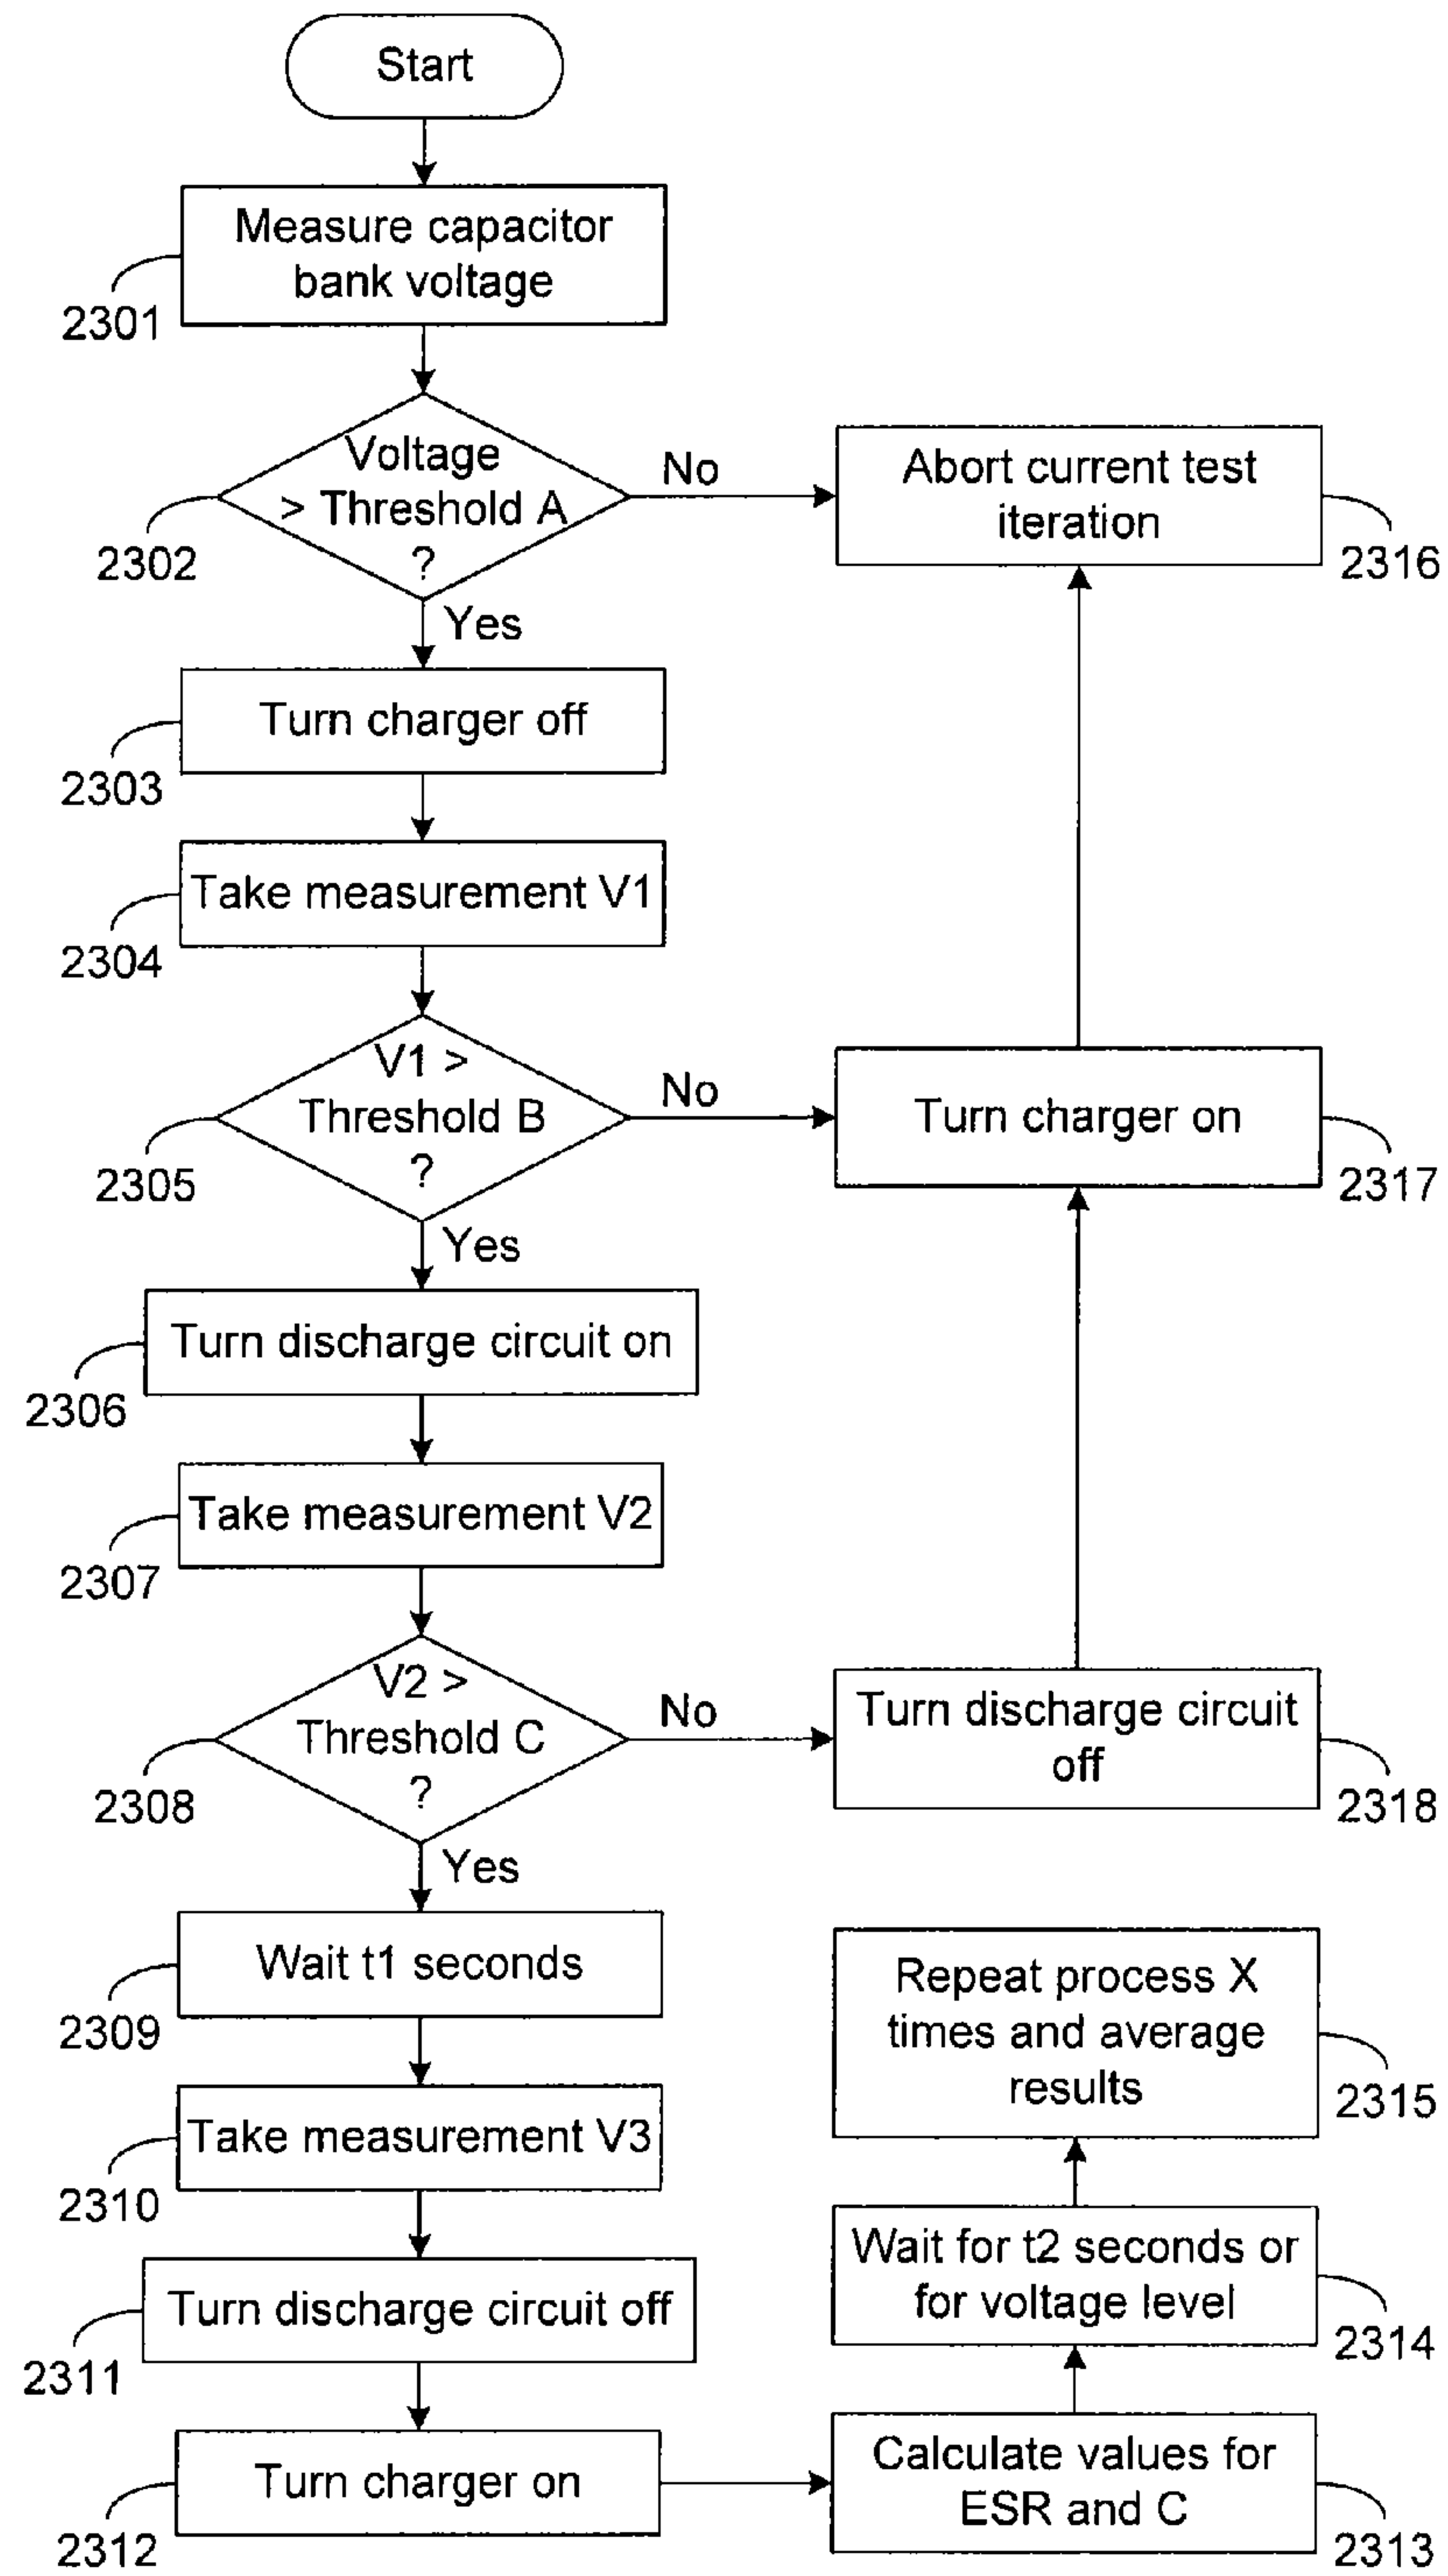 Start
Measure capacitor
bank voltage
2301
Voltage
> Threshold A
?
2302
No
Abort current test
iteration
2316
Yes
Turn charger off
2303
Take measurement V1
2304
V1 >
Threshold B
?
2305
No
Turn charger on
2317
Yes
Turn discharge circuit on
2306
Take measurement V2
2307
V2 >
Threshold C
?
2308
No
Turn discharge circuit
off
2318
Yes
Wait t1 seconds
2309
Take measurement V3
2310
Turn discharge circuit off
2311
Turn charger on
2312
Calculate values for
ESR and C
2313
Wait for t2 seconds or
for voltage level
2314
Repeat process X
times and average
results
2315